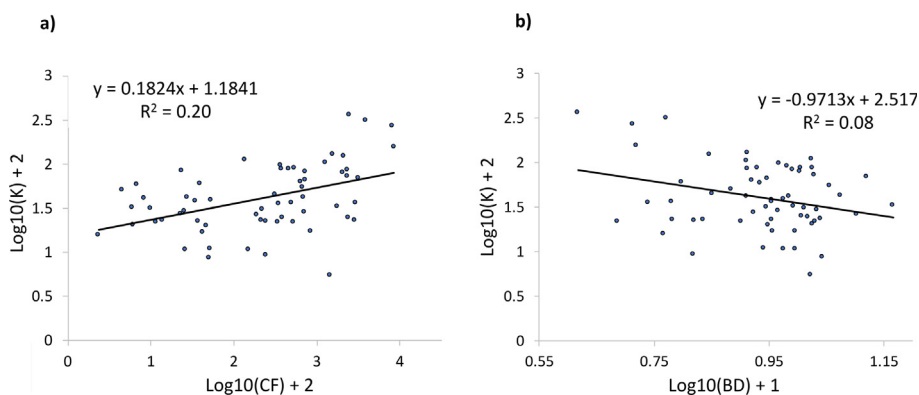 a)
y = 0.1824x + 1.1841
R² = 0.20
Log10(K) + 2
3
2.5
2
1.5
1
0.5
0
0 1 2 3 4
Log10(CF) + 2
b)
y = -0.9713x + 2.517
R² = 0.08
Log10(K) + 2
3
2.5
2
1.5
1
0.5
0
0.55 0.75 0.95 1.15
Log10(BD) + 1